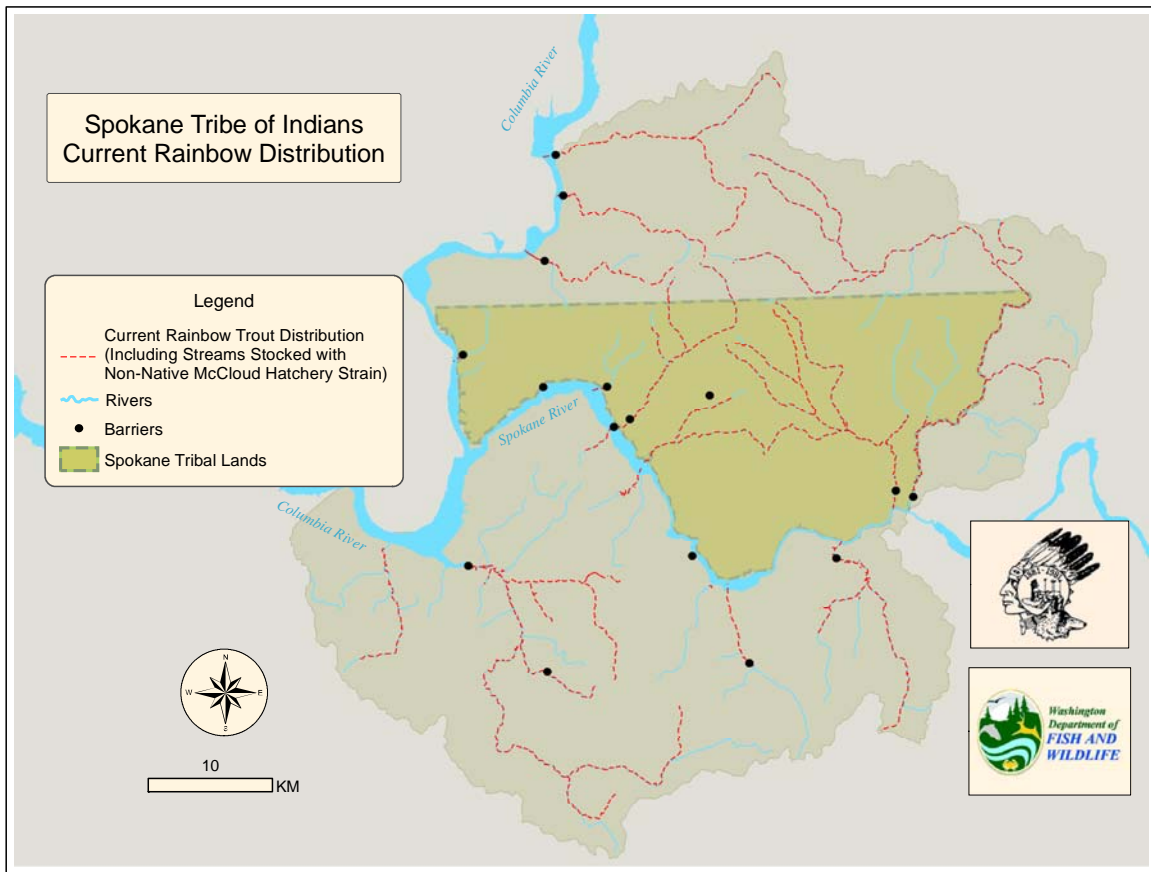 Spokane Tribe of Indians
Current Rainbow Distribution
Columbia River
Legend
Current Rainbow Trout Distribution
(Including Streams Stocked with
Non-Native McCloud Hatchery Strain)
Rivers
Barriers
Spokane Tribal Lands
Spokane River
Columbia River
N
W
E
S
10
KM
Washington
Department of
FISH AND
WILDLIFE